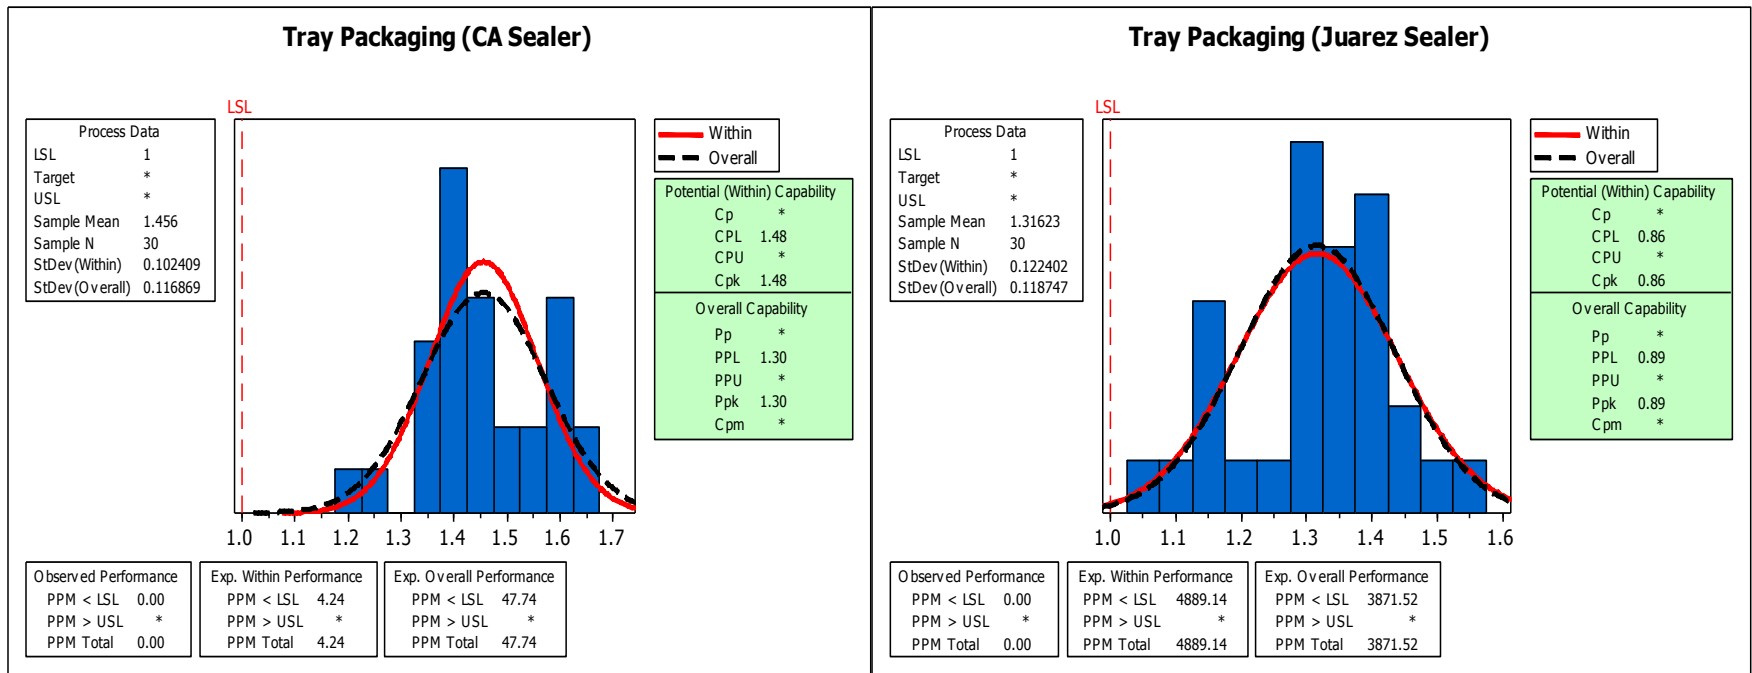 Tray Packaging (CA Sealer)
LSL
Process Data
LSL 1
Target *
USL *
Sample Mean 1.456
Sample N 30
StDev(Within) 0.102409
StDev(Overall) 0.116869
Within
Overall
Potential (Within) Capability
Cp *
CPL 1.48
CPU *
Cpk 1.48
Overall Capability
Pp *
PPL 1.30
PPU *
Ppk 1.30
Cpm *
1.0 1.1 1.2 1.3 1.4 1.5 1.6 1.7
Observed Performance
PPM < LSL 0.00
PPM > USL *
PPM Total 0.00
Exp. Within Performance
PPM < LSL 4.24
PPM > USL *
PPM Total 4.24
Exp. Overall Performance
PPM < LSL 47.74
PPM > USL *
PPM Total 47.74
Tray Packaging (Juarez Sealer)
LSL
Process Data
LSL 1
Target *
USL *
Sample Mean 1.31623
Sample N 30
StDev(Within) 0.122402
StDev(Overall) 0.118747
Within
Overall
Potential (Within) Capability
Cp *
CPL 0.86
CPU *
Cpk 0.86
Overall Capability
Pp *
PPL 0.89
PPU *
Ppk 0.89
Cpm *
1.0 1.1 1.2 1.3 1.4 1.5 1.6
Observed Performance
PPM < LSL 0.00
PPM > USL *
PPM Total 0.00
Exp. Within Performance
PPM < LSL 4889.14
PPM > USL *
PPM Total 4889.14
Exp. Overall Performance
PPM < LSL 3871.52
PPM > USL *
PPM Total 3871.52